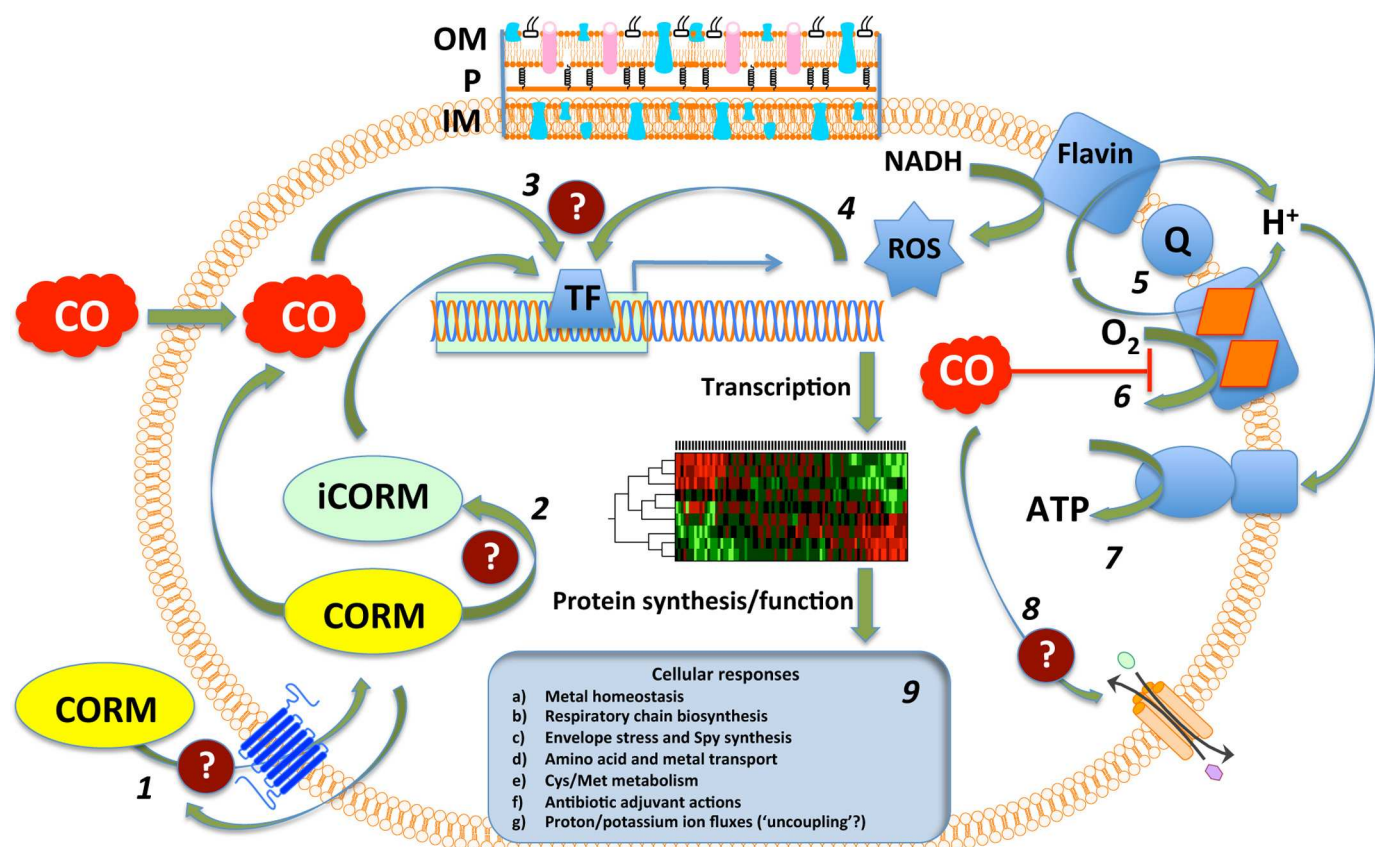 OM
P
IM
NADH
Flavin
3
?
4
ROS
Q
H+
5
CO
CO
TF
O2
CO
6
Transcription
iCORM
2
?
ATP
7
CORM
Protein synthesis/function
8
?
CORM
?
1
Cellular responses
9
a) Metal homeostasis
b) Respiratory chain biosynthesis
c) Envelope stress and Spy synthesis
d) Amino acid and metal transport
e) Cys/Met metabolism
f) Antibiotic adjuvant actions
g) Proton/potassium ion fluxes (‘uncoupling’?)